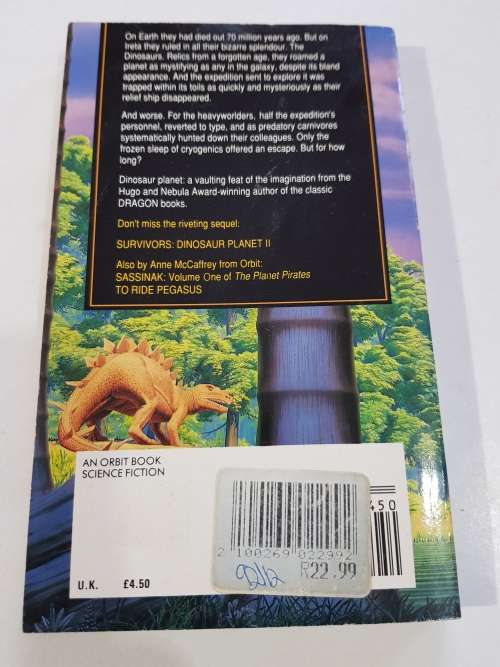 On Earth they had died out 70 million years ago. But on
Ireta they ruled in all their bizarre splendour. The
Dinosaurs. Relics from a forgotten age, they roamed a
planet as mystifying as any in the galaxy, despite its bland
appearance. And the expedition sent to explore it was
trapped within its toils as quickly and mysteriously as their
relief ship disappeared.
And worse. For the heavyworlders, half the expedition's
personnel, reverted to type, and as predatory carnivores
systematically hunted down their colleagues. Only the
frozen sleep of cryogenics offered an escape. But for how
long?
Dinosaur planet: a vaulting feat of the imagination from the
Hugo and Nebula Award-winning author of the classic
DRAGON books.
Don't miss the riveting sequel:
SURVIVORS: DINOSAUR PLANET II
Also by Anne McCaffrey from Orbit:
SASSINAK: Volume One of The Planet Pirates
TO RIDE PEGASUS
AN ORBIT BOOK
SCIENCE FICTION
450
2 100269 022992
R22.99
U.K. £4.50